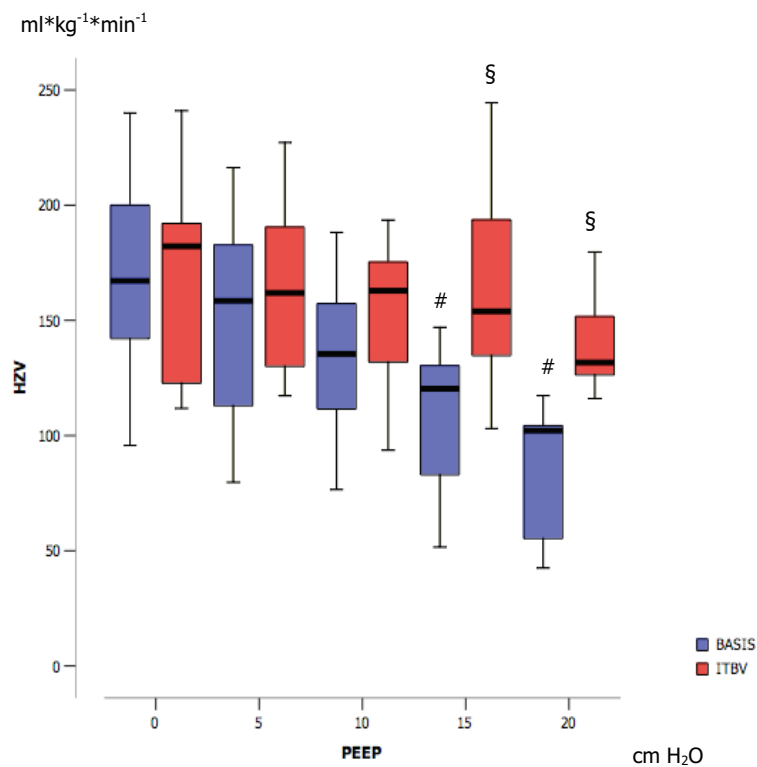 ml*kg⁻¹*min⁻¹
§
250
§
200
#
150
#
HZV
100
50
BASIS
ITBV
0
0 5 10 15 20
PEEP
cm H₂O